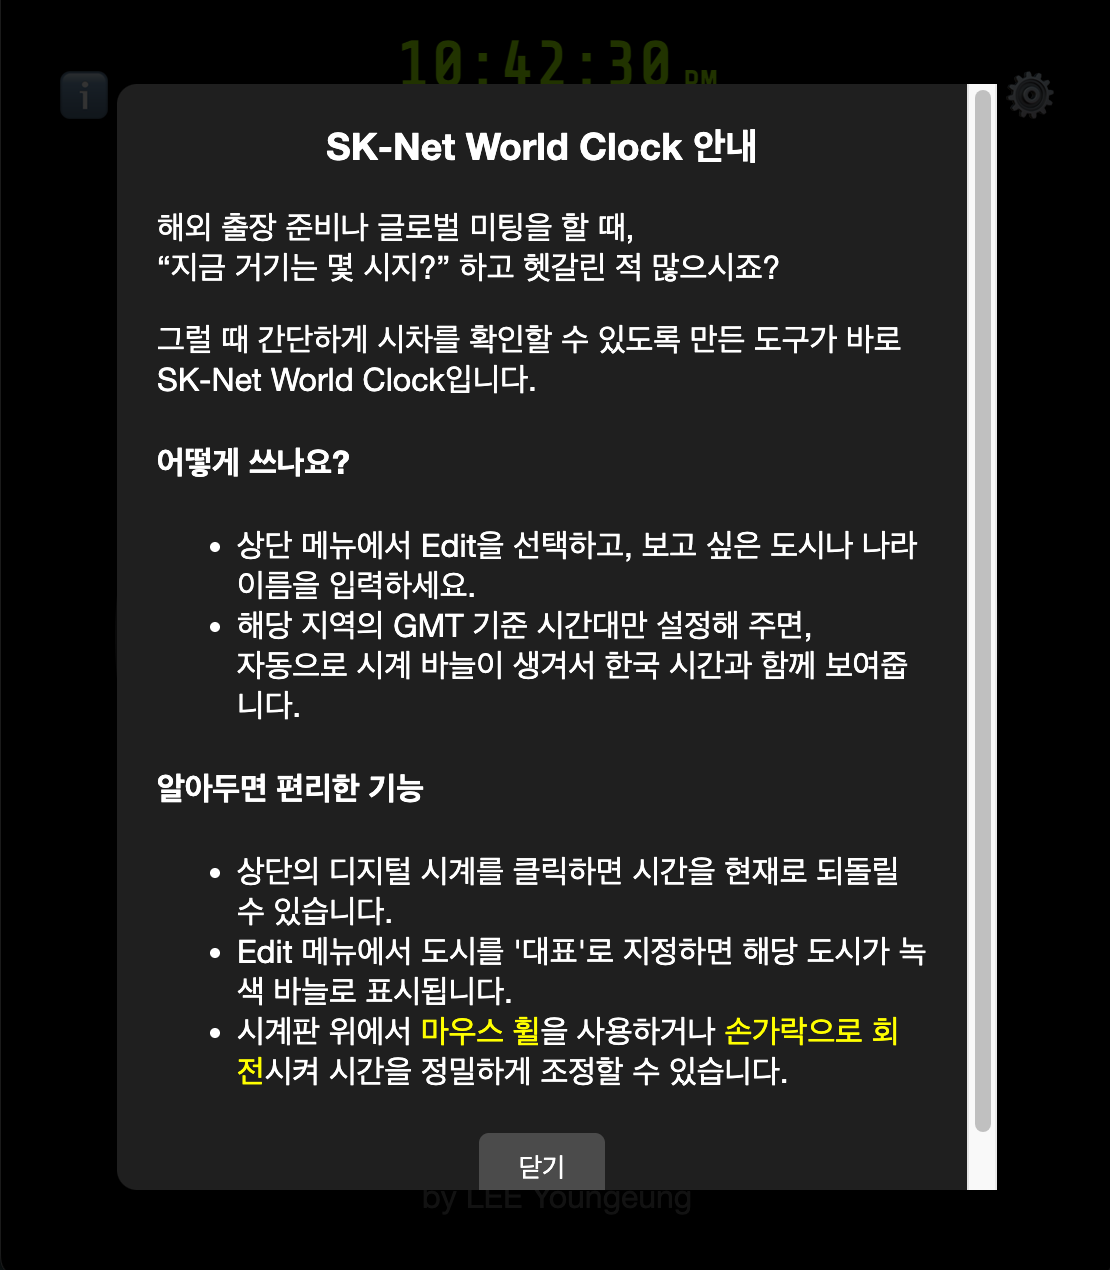 10:42:30 PM
i
SK-Net World Clock 안내
해외 출장 준비나 글로벌 미팅을 할 때,
“지금 거기는 몇 시지?” 하고 헷갈린 적 많으시죠?
그럴 때 간단하게 시차를 확인할 수 있도록 만든 도구가 바로
SK-Net World Clock입니다.
어떻게 쓰나요?
• 상단 메뉴에서 Edit을 선택하고, 보고 싶은 도시나 나라
이름을 입력하세요.
• 해당 지역의 GMT 기준 시간대만 설정해 주면,
자동으로 시계 바늘이 생겨서 한국 시간과 함께 보여줍
니다.
알아두면 편리한 기능
• 상단의 디지털 시계를 클릭하면 시간을 현재로 되돌릴
수 있습니다.
• Edit 메뉴에서 도시를 '대표'로 지정하면 해당 도시가 녹
색 바늘로 표시됩니다.
• 시계판 위에서 마우스 휠을 사용하거나 손가락으로 회
전시켜 시간을 정밀하게 조정할 수 있습니다.
닫기
by LEE Youngeung